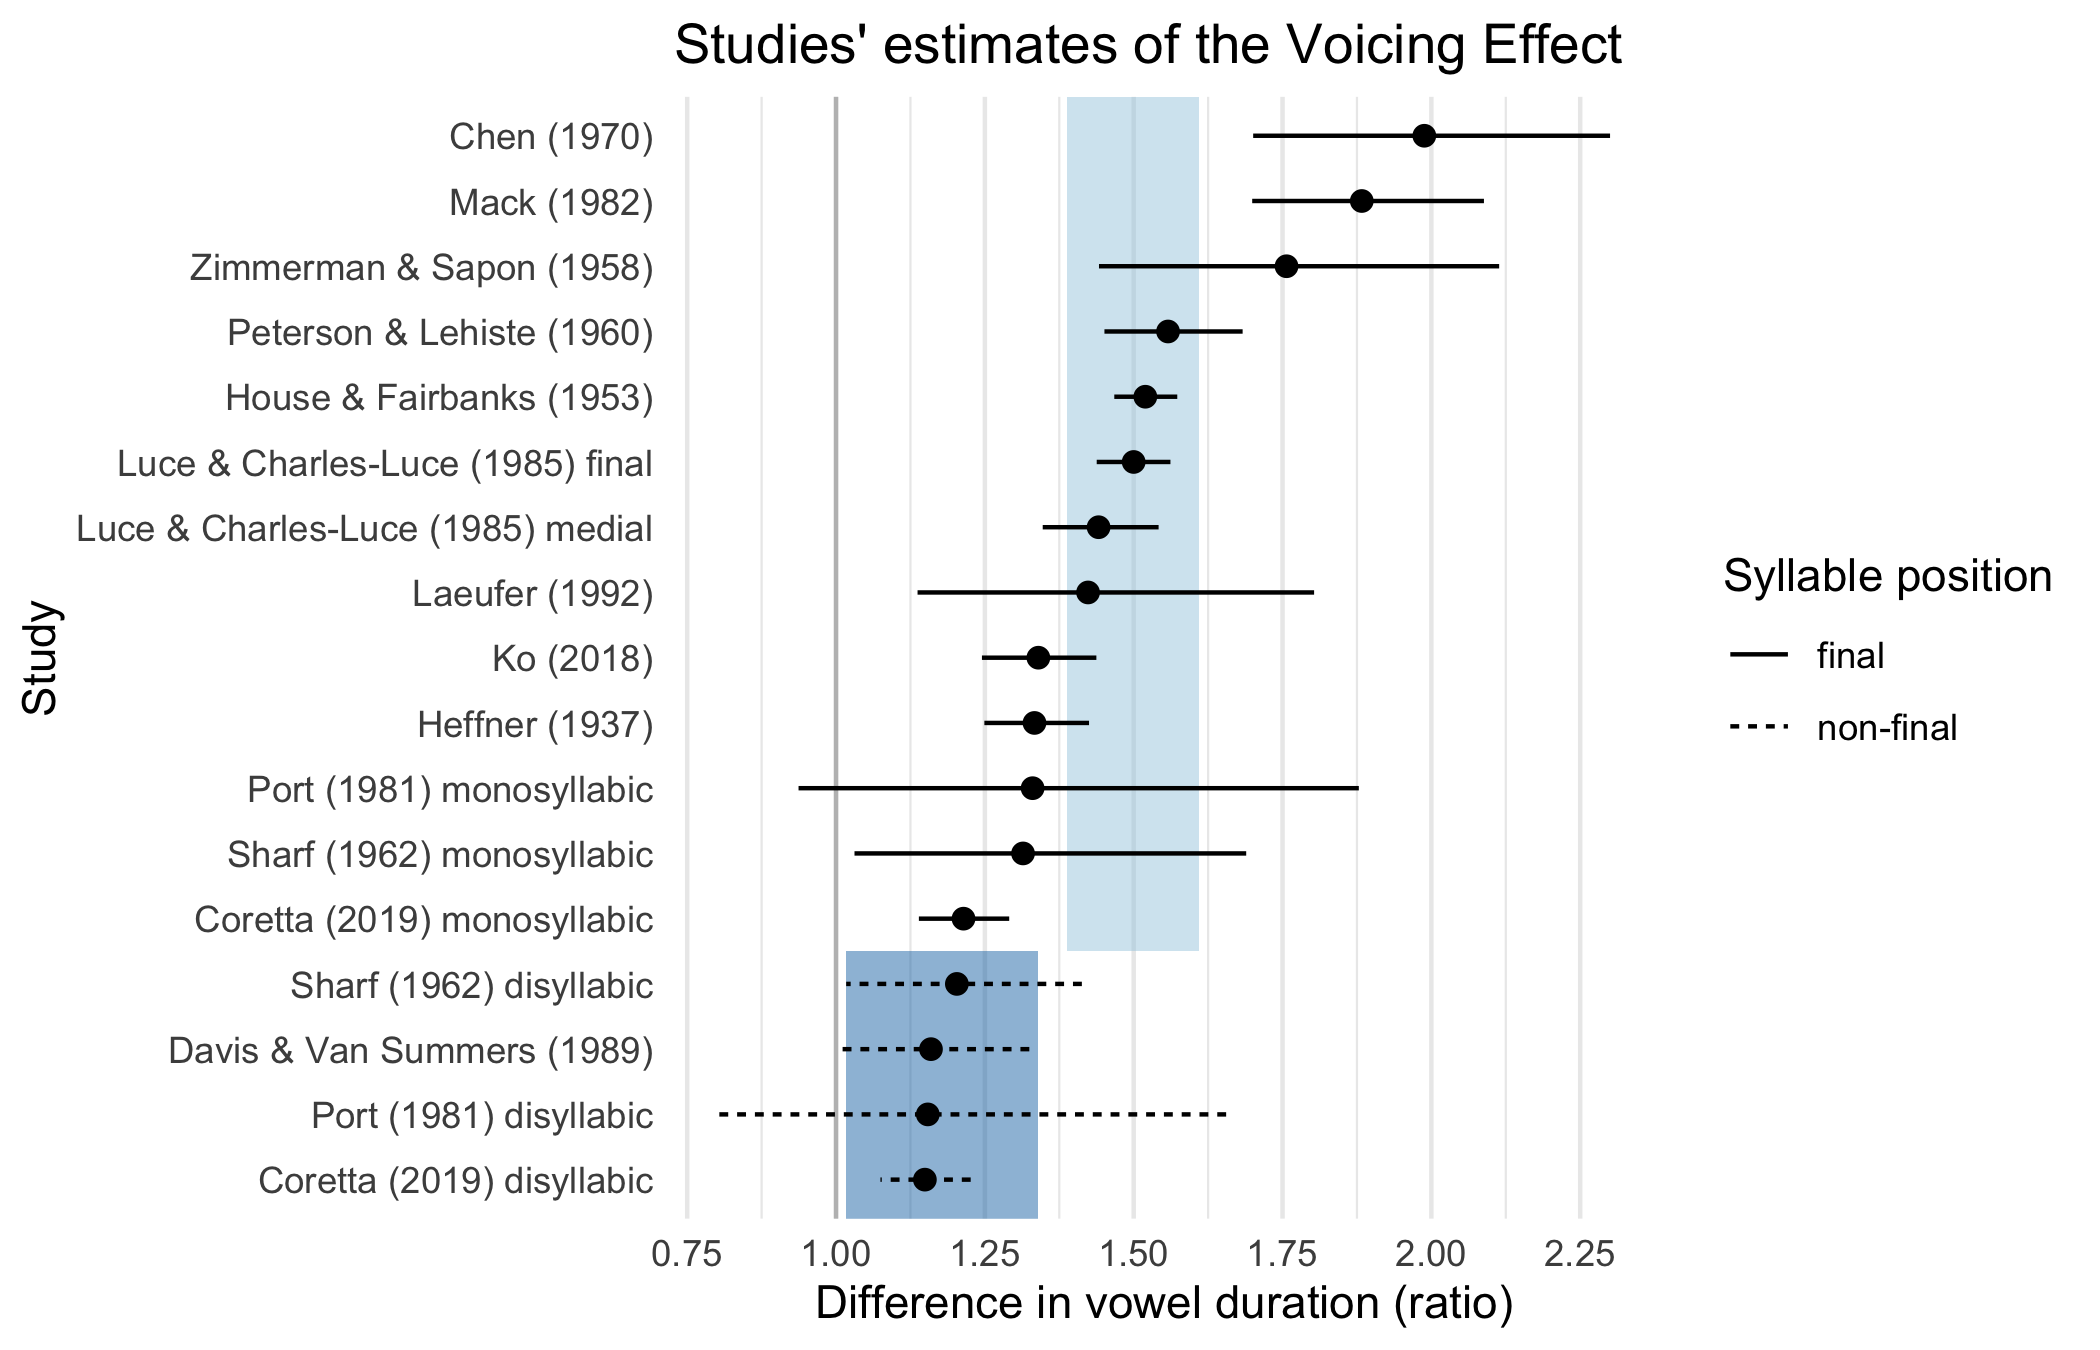 Studies' estimates of the Voicing Effect
Study
Chen (1970)
Mack (1982)
Zimmerman & Sapon (1958)
Peterson & Lehiste (1960)
House & Fairbanks (1953)
Luce & Charles-Luce (1985) final
Luce & Charles-Luce (1985) medial
Laeufer (1992)
Ko (2018)
Heffner (1937)
Port (1981) monosyllabic
Sharf (1962) monosyllabic
Coretta (2019) monosyllabic
Sharf (1962) disyllabic
Davis & Van Summers (1989)
Port (1981) disyllabic
Coretta (2019) disyllabic
0.75 1.00 1.25 1.50 1.75 2.00 2.25
Difference in vowel duration (ratio)
Syllable position
final
non-final